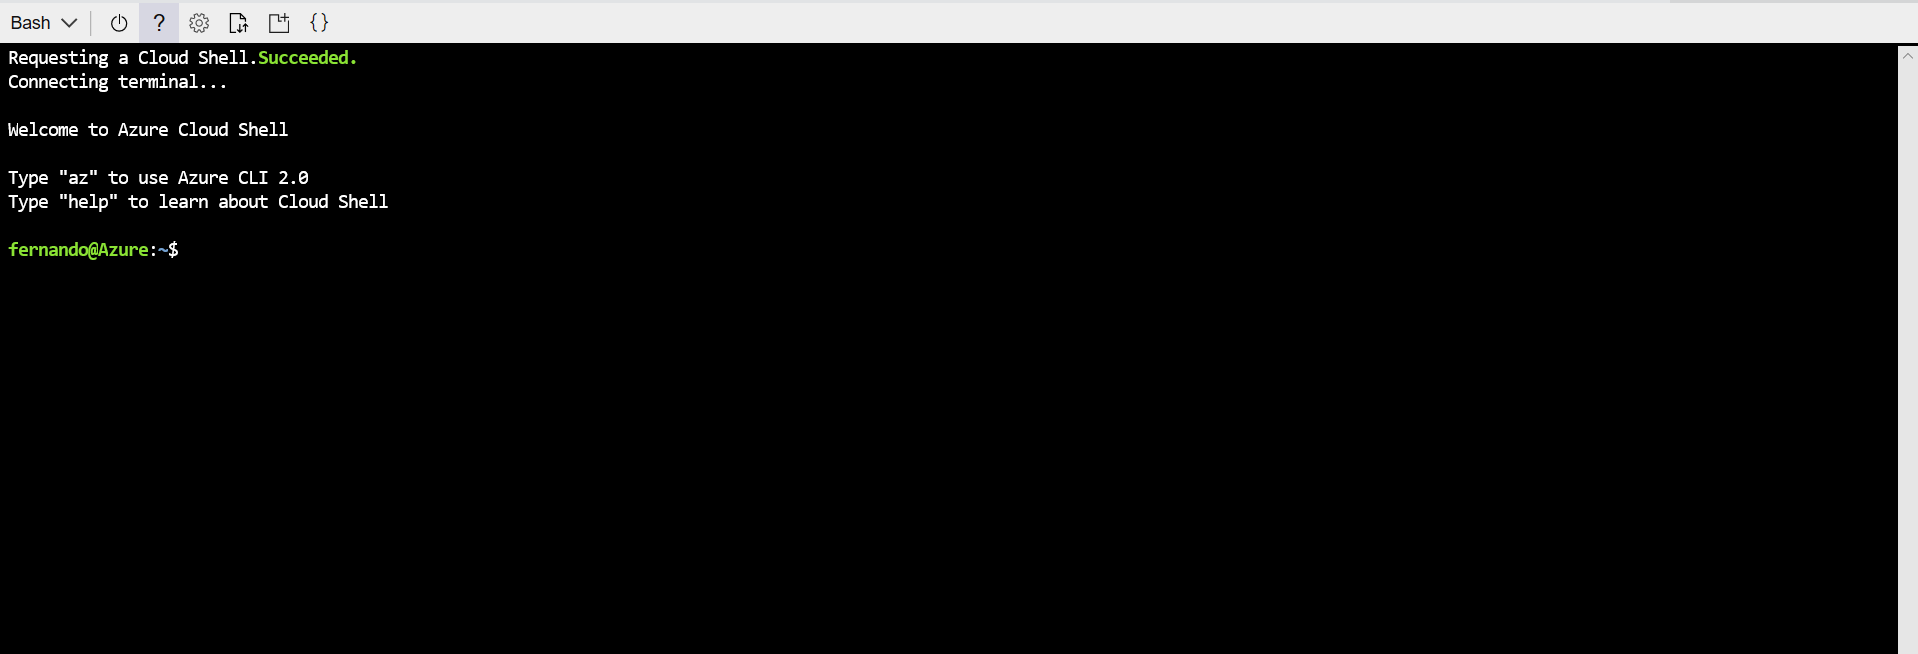 Bash
?
{}
Requesting a Cloud Shell.Succeeded.
Connecting terminal...
Welcome to Azure Cloud Shell
Type "az" to use Azure CLI 2.0
Type "help" to learn about Cloud Shell
fernando@Azure:~$